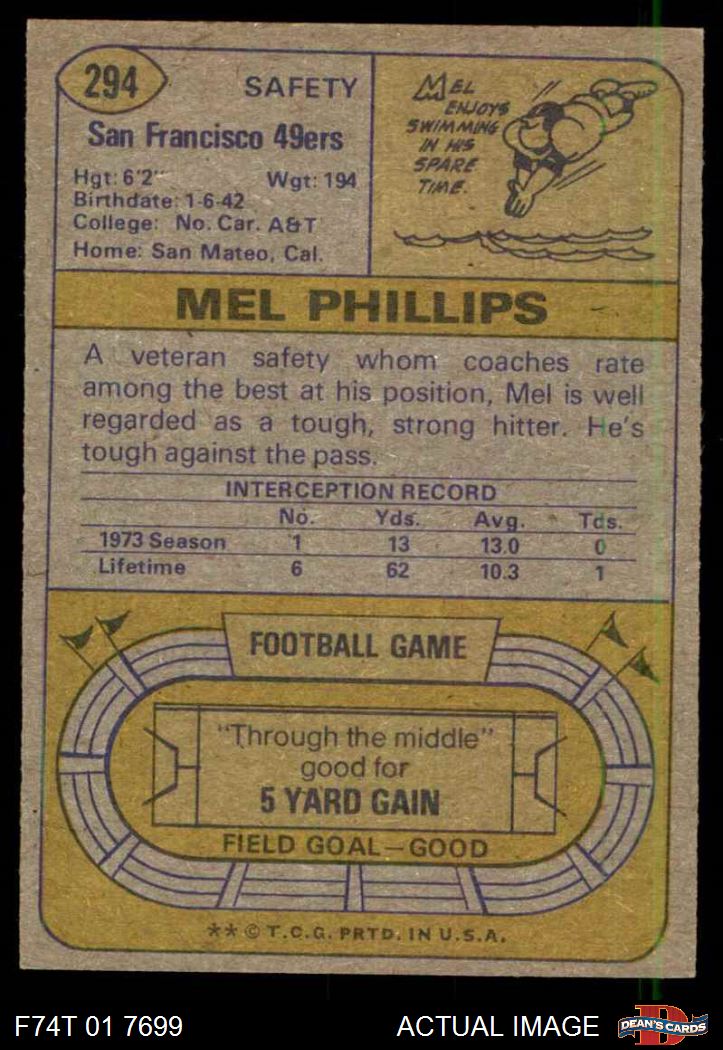 294
SAFETY
San Francisco 49ers
Hgt: 6'2" Wgt: 194
Birthdate: 1-6-42
College: No. Car. A&T
Home: San Mateo, Cal.
MEL
ENJOYS
SWIMMING
IN HIS
SPARE
TIME.
MEL PHILLIPS
A veteran safety whom coaches rate
among the best at his position, Mel is well
regarded as a tough, strong hitter. He's
tough against the pass.
INTERCEPTION RECORD
No. Yds. Avg. Tds.
1973 Season 1 13 13.0 0
Lifetime 6 62 10.3 1
FOOTBALL GAME
"Through the middle"
good for
5 YARD GAIN
FIELD GOAL—GOOD
** © T.C.G. PRTD. IN U.S.A.
F74T 01 7699 ACTUAL IMAGE
D
DEAN'S CARDS